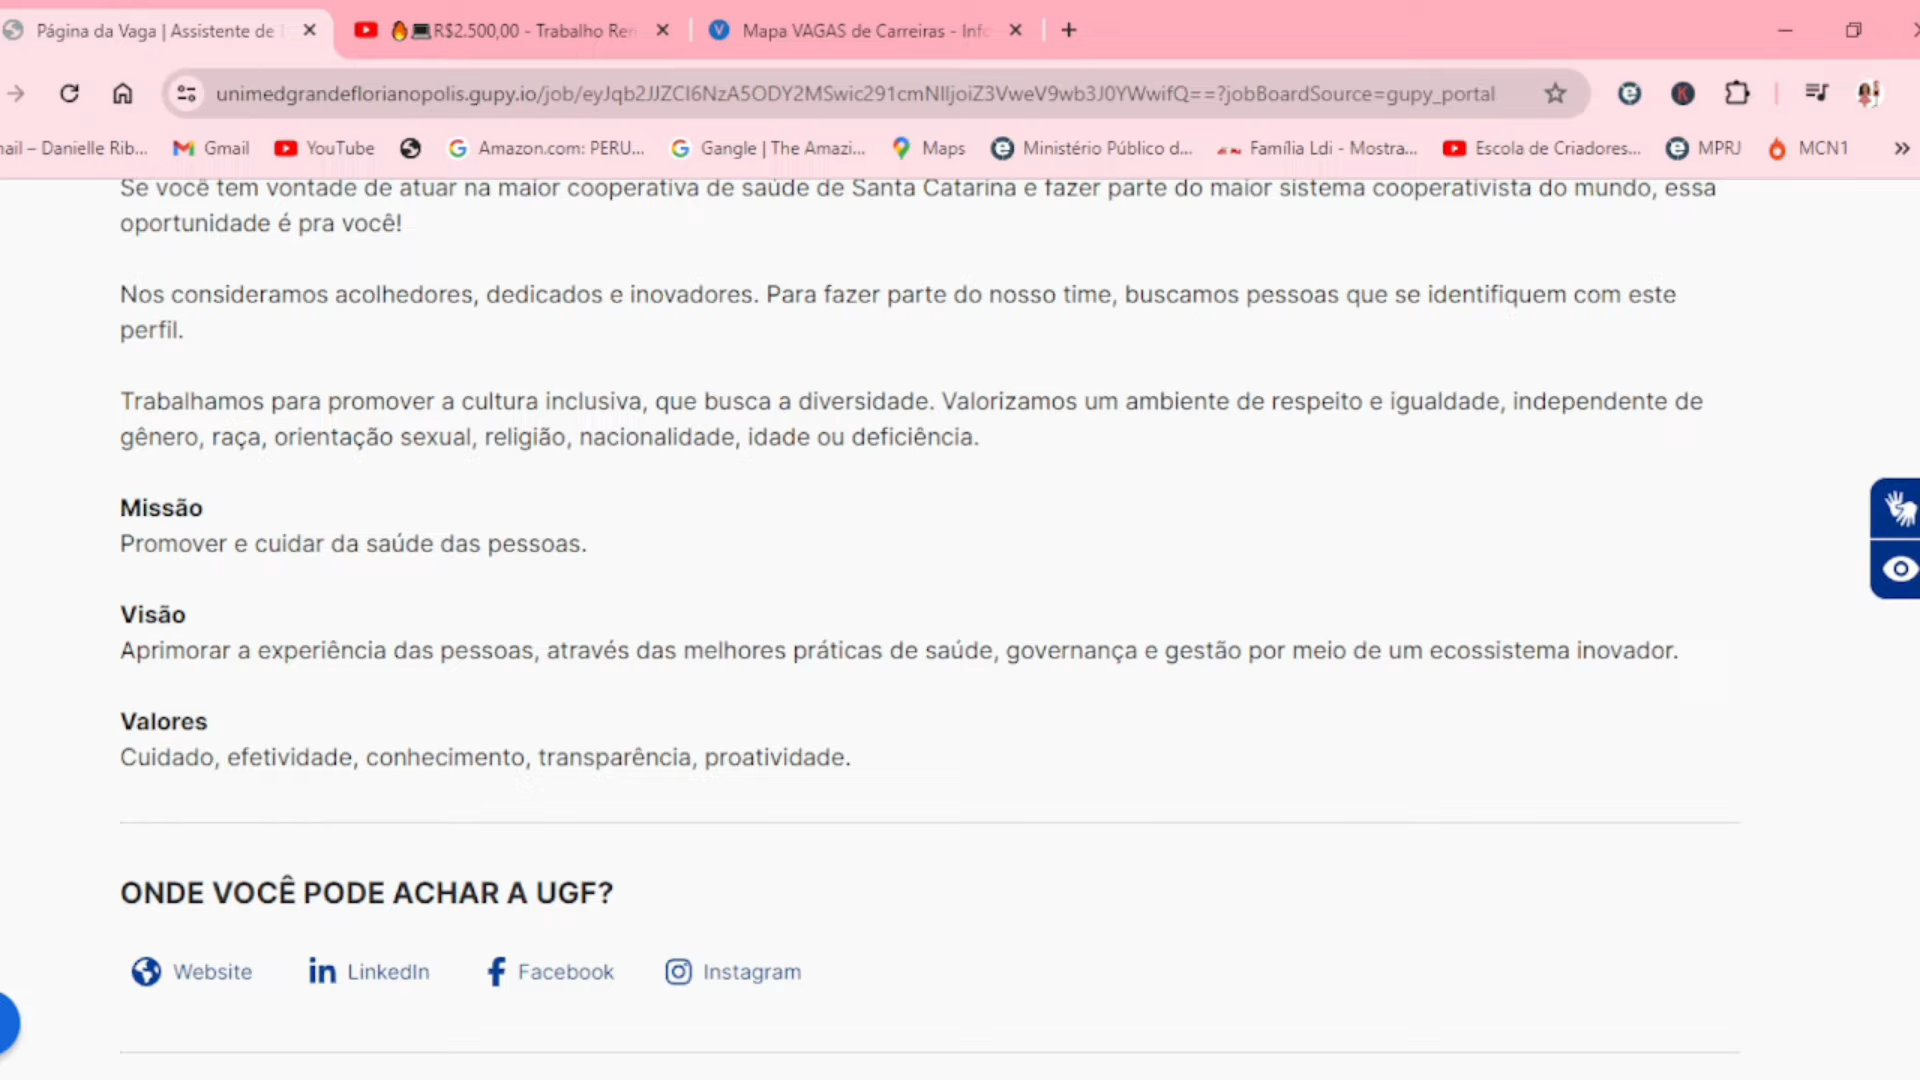 Página da Vaga | Assistente de
R$2.500,00 - Trabalho Rem
Mapa VAGAS de Carreiras - Info
unimedgrandeflorianopolis.gupy.io/job/eyJqb2JJZCI6NzA5ODY2MSwic291cmNlIjoiZ3VweV9wb3J0YWwifQ==?jobBoardSource=gupy_portal
K
nail – Danielle Rib...
Gmail
YouTube
Amazon.com: PERU...
Gangle | The Amazi...
Maps
Ministério Público d...
Família Ldi - Mostra...
Escola de Criadores...
MPRJ
MCN1
Se você tem vontade de atuar na maior cooperativa de saúde de Santa Catarina e fazer parte do maior sistema cooperativista do mundo, essa
oportunidade é pra você!
Nos consideramos acolhedores, dedicados e inovadores. Para fazer parte do nosso time, buscamos pessoas que se identifiquem com este
perfil.
Trabalhamos para promover a cultura inclusiva, que busca a diversidade. Valorizamos um ambiente de respeito e igualdade, independente de
gênero, raça, orientação sexual, religião, nacionalidade, idade ou deficiência.
Missão
Promover e cuidar da saúde das pessoas.
Visão
Aprimorar a experiência das pessoas, através das melhores práticas de saúde, governança e gestão por meio de um ecossistema inovador.
Valores
Cuidado, efetividade, conhecimento, transparência, proatividade.
ONDE VOCÊ PODE ACHAR A UGF?
Website
LinkedIn
Facebook
Instagram